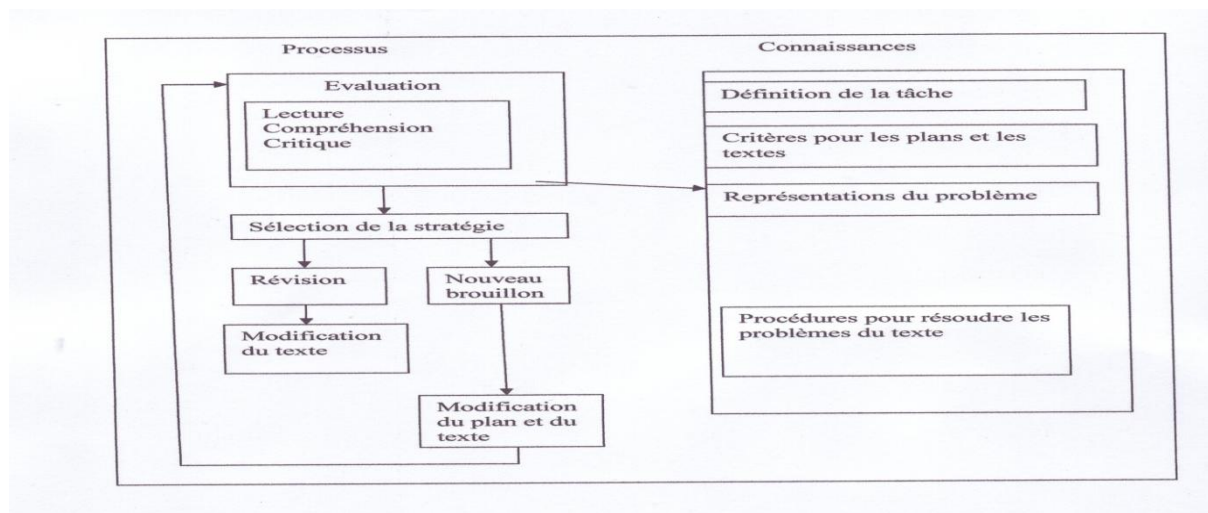 Processus
Connaissances
Evaluation
Lecture
Compréhension
Critique
Sélection de la stratégie
Révision
Nouveau
brouillon
Modification
du texte
Modification
du plan et du
texte
Définition de la tâche
Critères pour les plans et les
textes
Représentations du problème
Procédures pour résoudre les
problèmes du texte